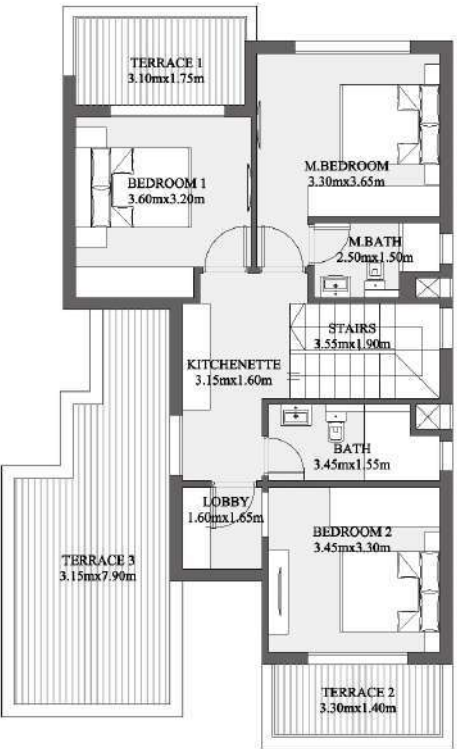 TERRACE 1
3.10mx1.75m
M.BEDROOM
3.30mx3.65m
BEDROOM 1
3.60mx3.20m
M.BATH
2.50mx1.50m
STAIRS
3.55mx1.90m
KITCHENETTE
3.15mx1.60m
BATH
3.45mx1.55m
LOBBY
1.60mx1.65m
BEDROOM 2
3.45mx3.30m
TERRACE 3
3.15mx7.90m
TERRACE 2
3.30mx1.40m